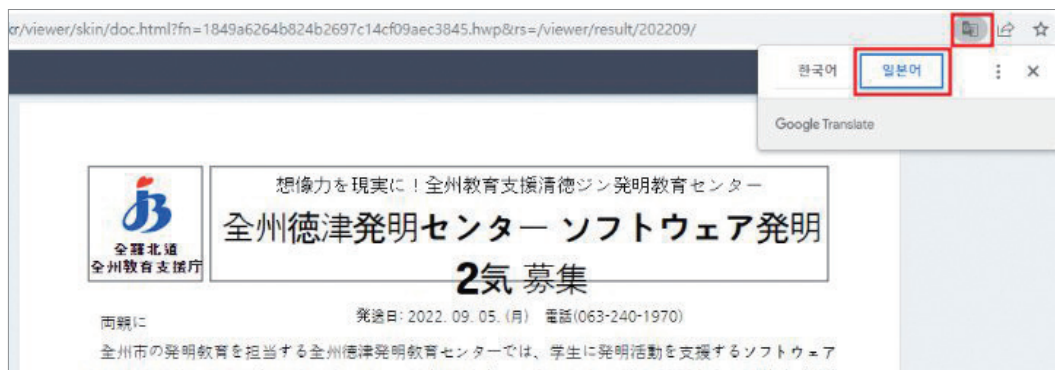 cr/viewer/skin/doc.html?fn=1849a6264b824b2697c14cf09aec3845.hwp&rs=/viewer/result/202209/
한국어 일본어
Google Translate
想像力を現実に！全州教育支援清徳ジン発明教育センター
全州徳津発明センター ソフトウェア発明
2気 募集
全羅北道
全州教育支援庁
発送日: 2022. 09. 05. (月) 電話(063-240-1970)
両親に
全州市の発明教育を担当する全州徳津発明教育センターでは、学生に発明活動を支援するソフトウェア